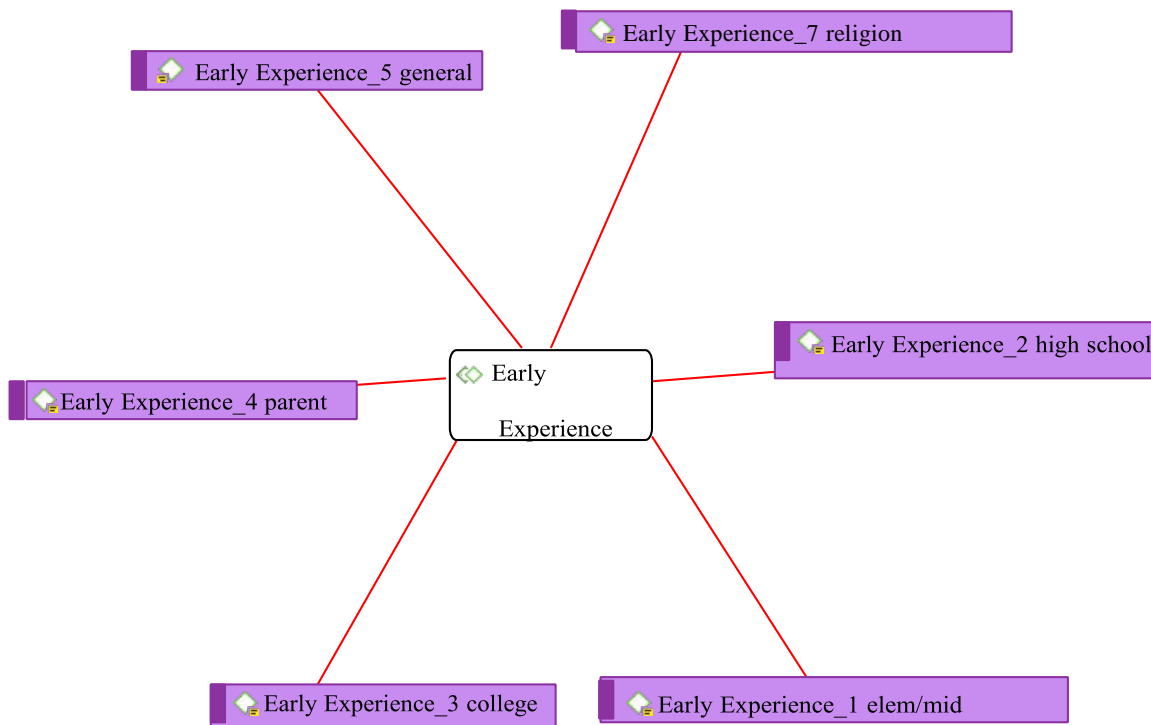 Early Experience_7 religion
Early Experience_5 general
Early Experience_2 high school
Early
Experience
Early Experience_4 parent
Early Experience_3 college
Early Experience_1 elem/mid